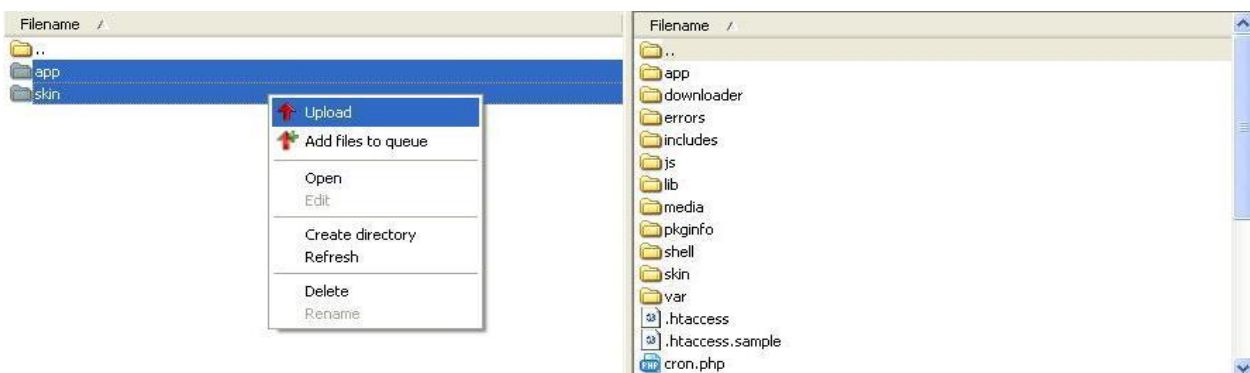 Filename
..
app
skin
Upload
Add files to queue
Open
Edit
Create directory
Refresh
Delete
Rename
Filename
..
app
downloader
errors
includes
js
lib
media
pkginfo
shell
skin
var
.htaccess
.htaccess.sample
cron.php